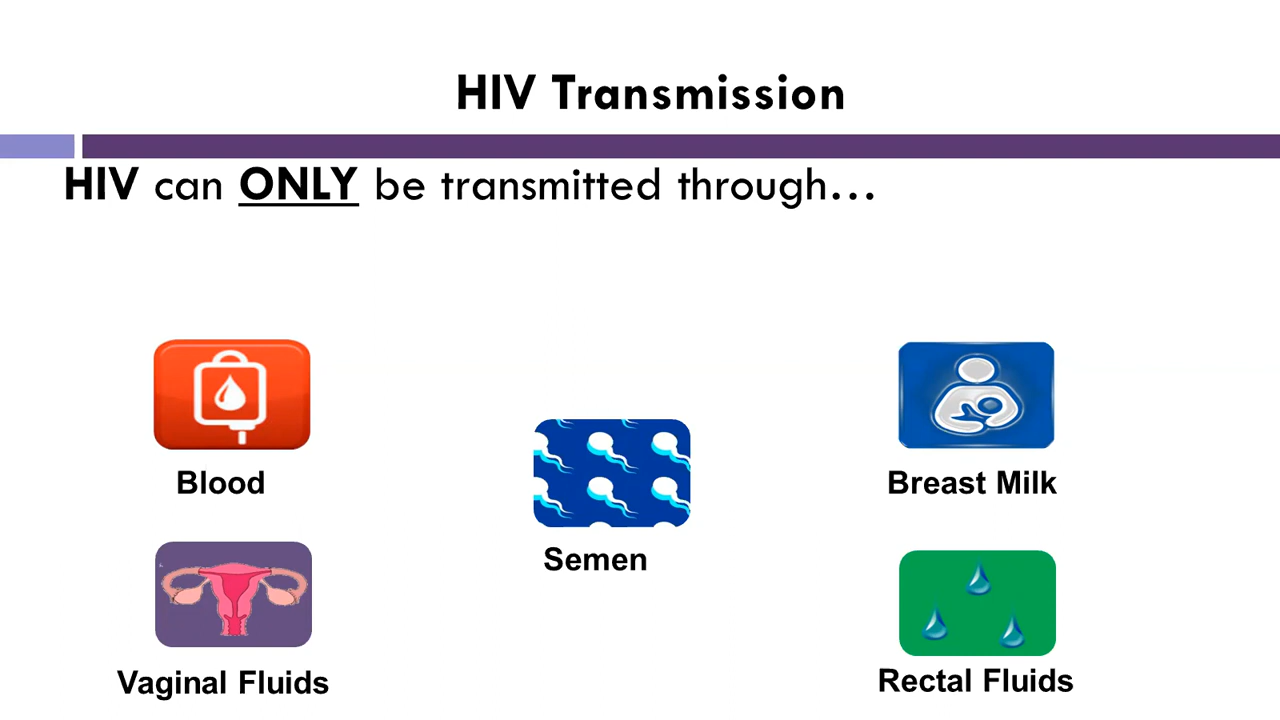 HIV Transmission
HIV can ONLY be transmitted through…
Blood
Breast Milk
Semen
Vaginal Fluids
Rectal Fluids